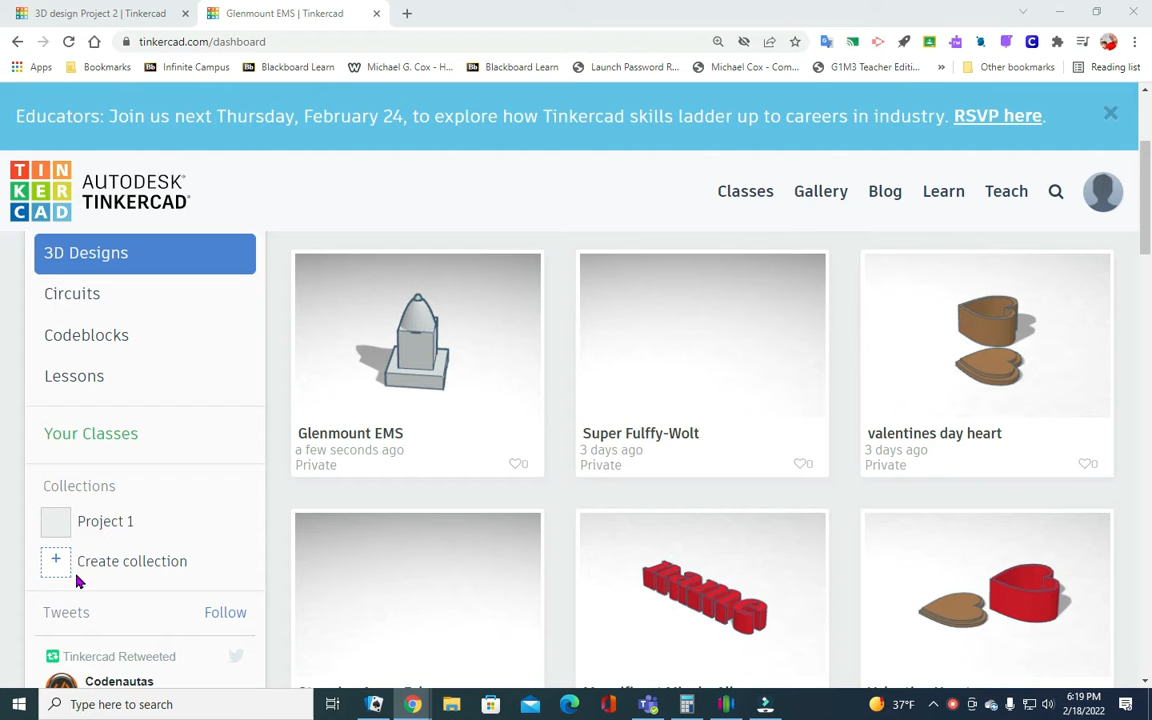 3D design Project 2 | Tinkercad
Glenmount EMS | Tinkercad
tinkercad.com/dashboard
Apps
Bookmarks
Infinite Campus
Blackboard Learn
Michael G. Cox - H...
Blackboard Learn
Launch Password R...
Michael Cox - Com...
G1M3 Teacher Editi...
»
Other bookmarks
Reading list
Educators: Join us next Thursday, February 24, to explore how Tinkercad skills ladder up to careers in industry. RSVP here.
TIN
KER
CAD
AUTODESK®
TINKERCAD®
Classes
Gallery
Blog
Learn
Teach
3D Designs
Circuits
Codeblocks
Lessons
Your Classes
Collections
Project 1
+ Create collection
Tweets
Follow
Tinkercad Retweeted
Codenautas
Glenmount EMS
a few seconds ago
Private
0
Super Fulffy-Wolt
3 days ago
Private
0
valentines day heart
3 days ago
Private
0
Name
Type here to search
37°F
6:19 PM
2/18/2022